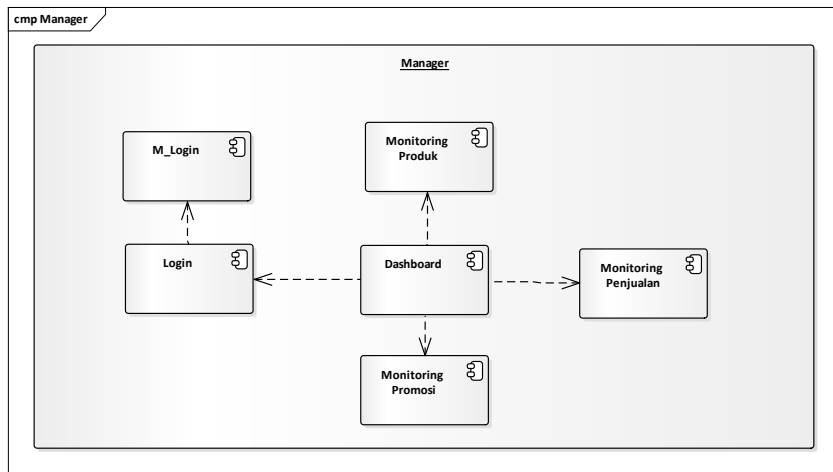 cmp Manager
Manager
M_Login
Monitoring
Produk
Login
Dashboard
Monitoring
Penjualan
Monitoring
Promosi